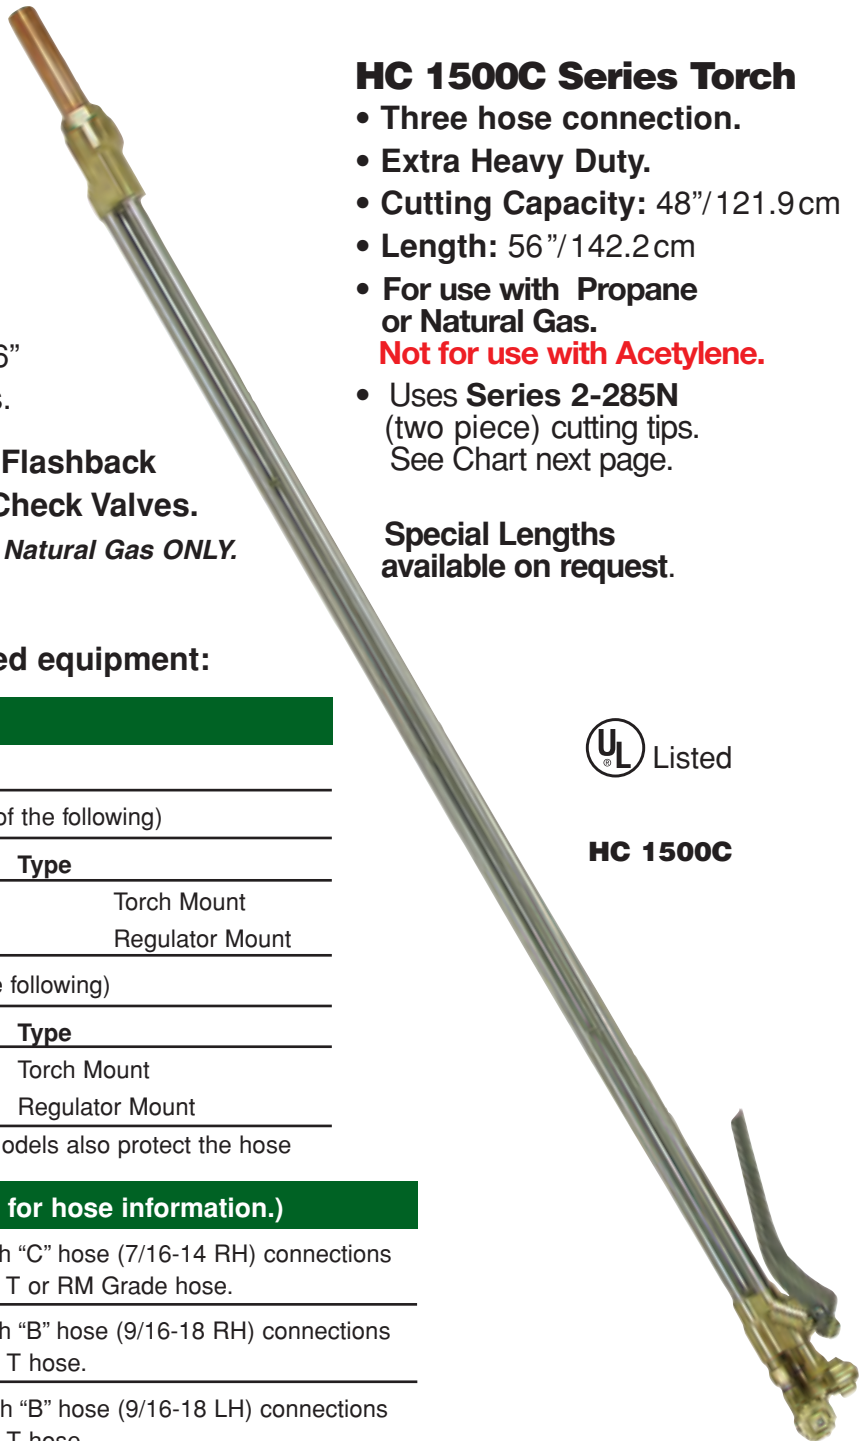 HC 1500C Series Torch
• Three hose connection.
• Extra Heavy Duty.
• Cutting Capacity: 48”/121.9cm
• Length: 56”/142.2cm
• For use with Propane
or Natural Gas.
Not for use with Acetylene.
• Uses Series 2-285N
(two piece) cutting tips.
See Chart next page.
Special Lengths
available on request.
6”
s.
Flashback
Check Valves.
Natural Gas ONLY.
ed equipment:
of the following)
Type
Torch Mount
Regulator Mount
e following)
Type
Torch Mount
Regulator Mount
odels also protect the hose
for hose information.)
h “C” hose (7/16-14 RH) connections
T or RM Grade hose.
h “B” hose (9/16-18 RH) connections
T hose.
h “B” hose (9/16-18 LH) connections
T hose
UL® Listed
HC 1500C